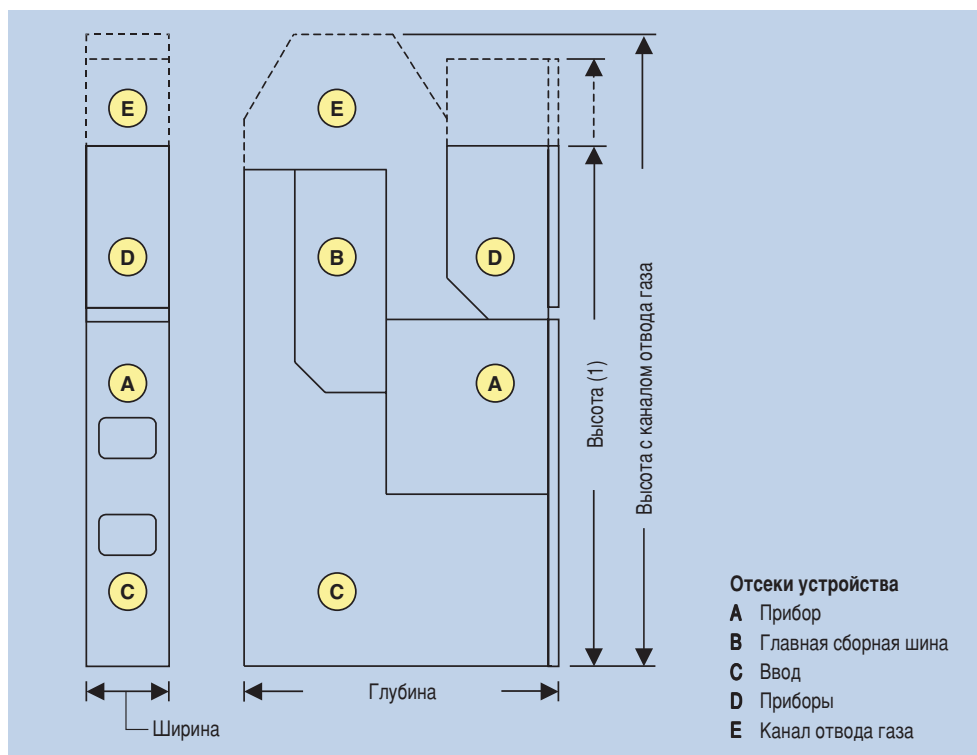 E
E
D
B
D
A
A
C
C
Высота (1)
Высота с каналом отвода газа
Ширина
Глубина
Отсеки устройства
A Прибор
B Главная сборная шина
C Ввод
D Приборы
E Канал отвода газа